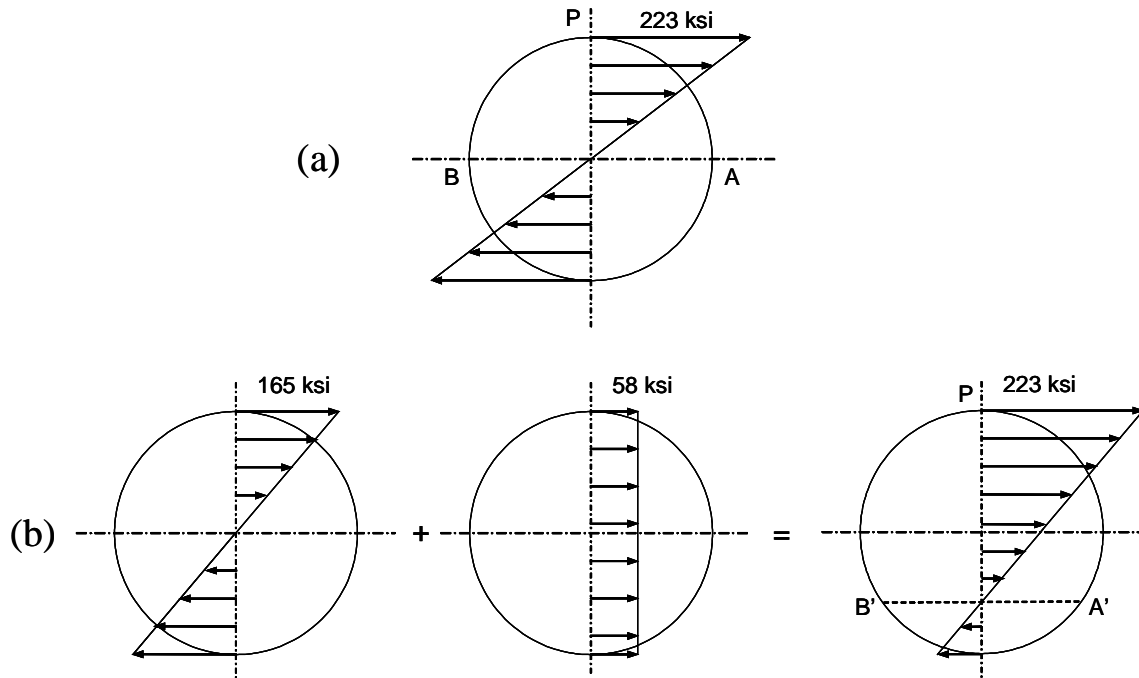 P 223 ksi
(a)
B A
165 ksi 58 ksi P 223 ksi
(b) + =
B’ A’